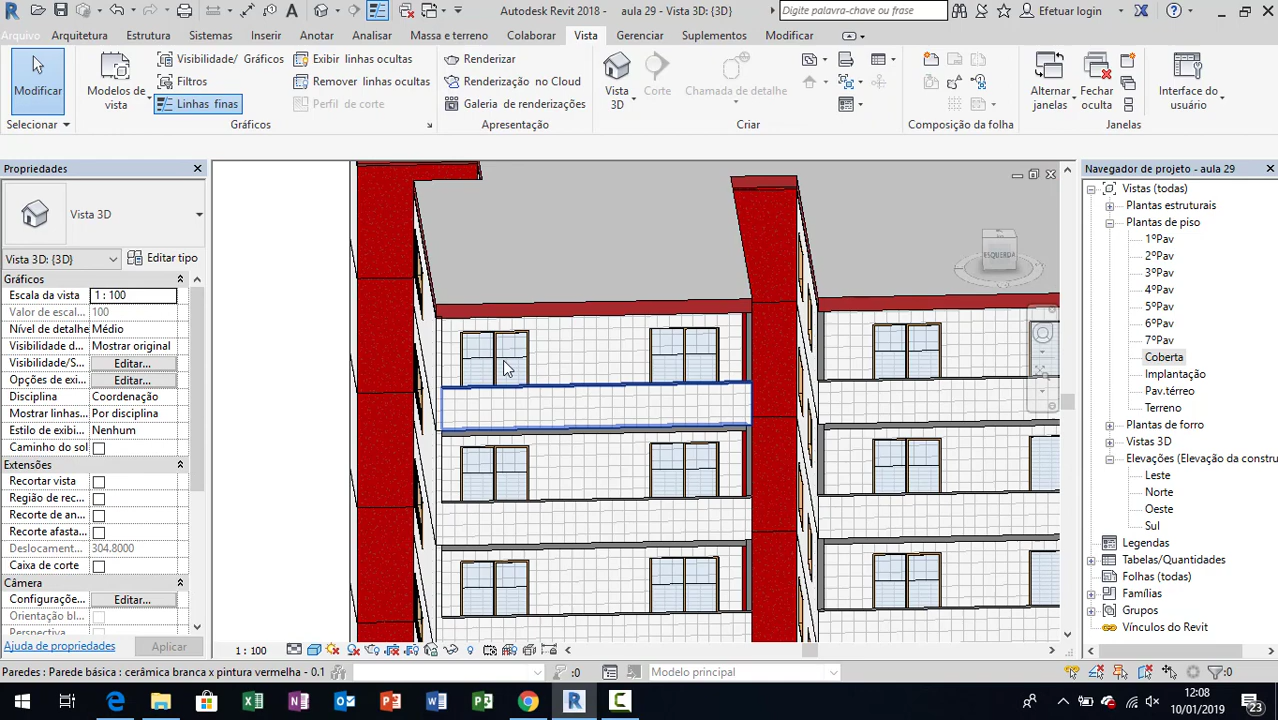 Autodesk Revit 2018 - aula 29 - Vista 3D: {3D}
Digite palavra-chave ou frase
Efetuar login
Arquivo Arquitetura Estrutura Sistemas Inserir Anotar Analisar Massa e terreno Colaborar Vista Gerenciar Suplementos Modificar
Modificar
Selecionar
Modelos de vista
Visibilidade/ Gráficos
Filtros
Linhas finas
Exibir linhas ocultas
Remover linhas ocultas
Perfil de corte
Gráficos
Renderizar
Renderização no Cloud
Galeria de renderizações
Apresentação
Vista 3D
Corte
Chamada de detalhe
Criar
Composição da folha
Alternar janelas
Fechar oculta
Interface do usuário
Janelas
Propriedades
Vista 3D
Vista 3D: {3D}
Editar tipo
Gráficos
Escala da vista 1 : 100
Valor de escal... 100
Nível de detalhe Médio
Visibilidade d... Mostrar original
Visibilidade/S... Editar...
Opções de exi... Editar...
Disciplina Coordenação
Mostrar linhas... Por disciplina
Estilo de exibi... Nenhum
Caminho do sol
Extensões
Recortar vista
Região de rec...
Recorte de an...
Recorte afasta...
Deslocament... 304.8000
Caixa de corte
Câmera
Configuraçõe... Editar...
Orientação bl...
Perspectiva
Ajuda de propriedades
Aplicar
ESQUERDA
Navegador de projeto - aula 29
Vistas (todas)
Plantas estruturais
Plantas de piso
1ºPav
2ºPav
3ºPav
4ºPav
5ºPav
6ºPav
7ºPav
Coberta
Implantação
Pav.térreo
Terreno
Plantas de forro
Vistas 3D
Elevações (Elevação da constru
Leste
Norte
Oeste
Sul
Legendas
Tabelas/Quantidades
Folhas (todas)
Famílias
Grupos
Vínculos do Revit
1 : 100
Paredes : Parede básica : cerâmica branca x pintura vermelha - 0.1
:0
Modelo principal
:0
12:08
10/01/2019
23